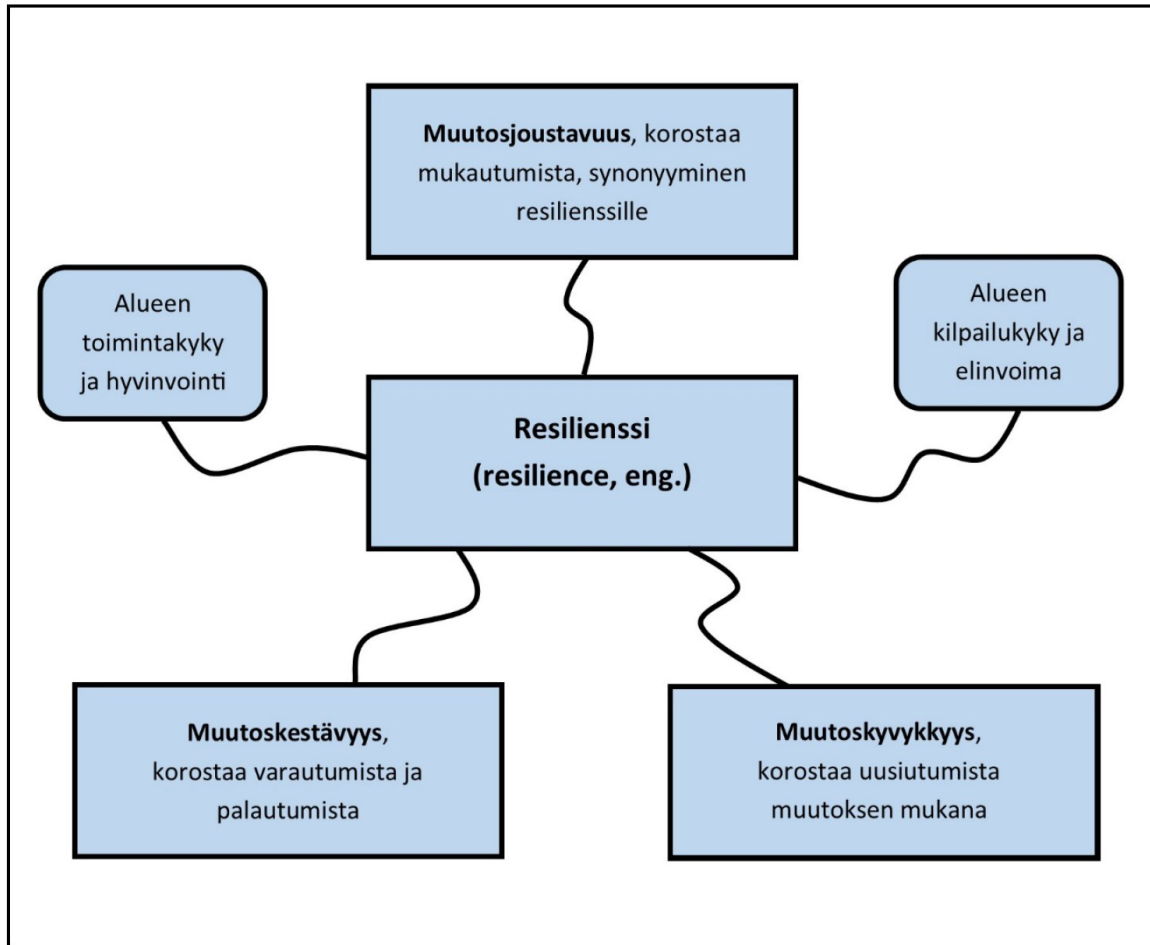 Muutosjoustavuus, korostaa
mukautumista, synonyyminen
resilienssille
Alueen
toimintakyky
ja hyvinvointi
Alueen
kilpailukyky ja
elinvoima
Resilienssi
(resilience, eng.)
Muutoskestävyys,
korostaa varautumista ja
palautumista
Muutoskyvykkyys,
korostaa uusiutumista
muutoksen mukana